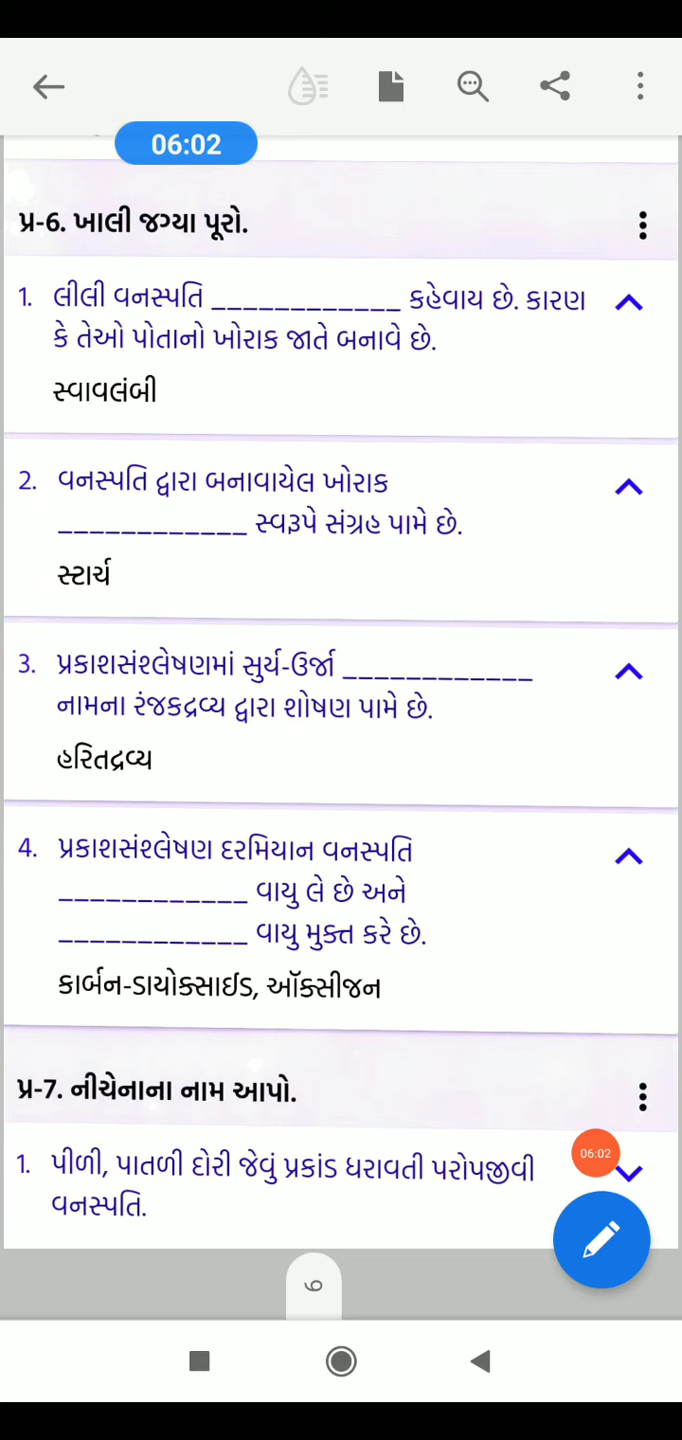 06:02
પ્ર-6. ખાલી જગ્યા પૂરો.
1. લીલી વનસ્પતિ ____________ કહેવાય છે. કારણ
કે તેઓ પોતાનો ખોરાક જાતે બનાવે છે.
સ્વાવલંબી
2. વનસ્પતિ દ્વારા બનાવાયેલ ખોરાક
____________ સ્વરૂપે સંગ્રહ પામે છે.
સ્ટાર્ચ
3. પ્રકાશસંશ્લેષણમાં સુર્ય-ઉર્જા ____________
નામના રંજકદ્રવ્ય દ્વારા શોષણ પામે છે.
હરિતદ્રવ્ય
4. પ્રકાશસંશ્લેષણ દરમિયાન વનસ્પતિ
____________ વાયુ લે છે અને
____________ વાયુ મુક્ત કરે છે.
કાર્બન-ડાયોક્સાઈડ, ઑક્સીજન
પ્ર-7. નીચેનાના નામ આપો.
1. પીળી, પાતળી દોરી જેવું પ્રકાંડ ધરાવતી પરોપજીવી
વનસ્પતિ.
06:02